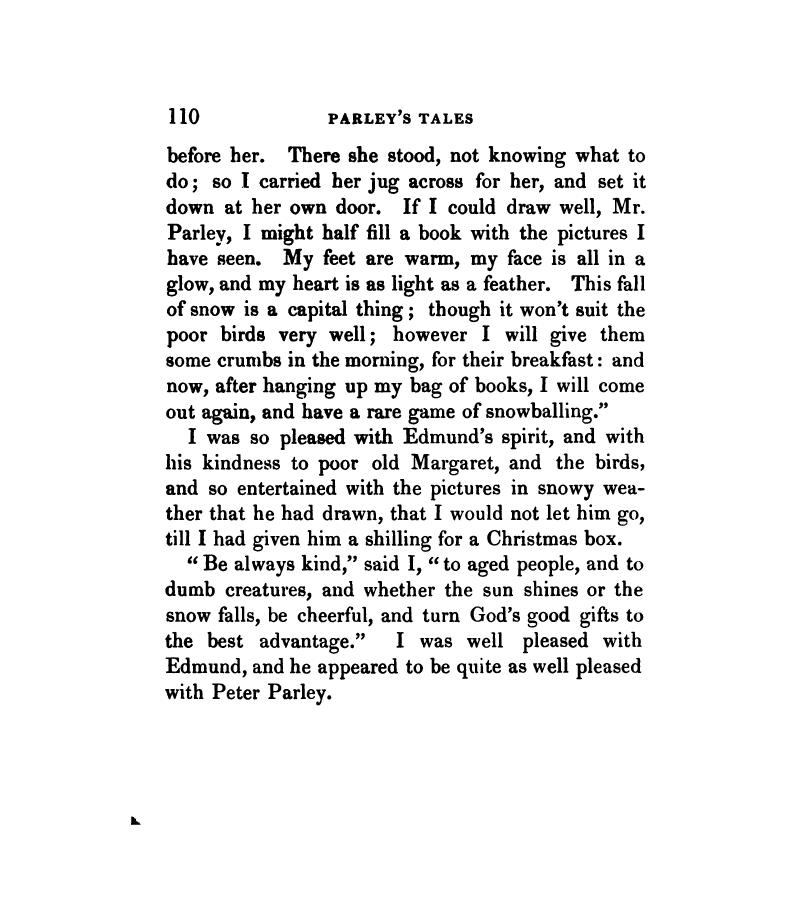 110 PARLEY'S TALES
before her. There she stood, not knowing what to
do; so I carried her jug across for her, and set it
down at her own door. If I could draw well, Mr.
Parley, I might half fill a book with the pictures I
have seen. My feet are warm, my face is all in a
glow, and my heart is as light as a feather. This fall
of snow is a capital thing; though it won't suit the
poor birds very well; however I will give them
some crumbs in the morning, for their breakfast: and
now, after hanging up my bag of books, I will come
out again, and have a rare game of snowballing."
I was so pleased with Edmund's spirit, and with
his kindness to poor old Margaret, and the birds,
and so entertained with the pictures in snowy wea-
ther that he had drawn, that I would not let him go,
till I had given him a shilling for a Christmas box.
"Be always kind," said I, "to aged people, and to
dumb creatures, and whether the sun shines or the
snow falls, be cheerful, and turn God's good gifts to
the best advantage." I was well pleased with
Edmund, and he appeared to be quite as well pleased
with Peter Parley.